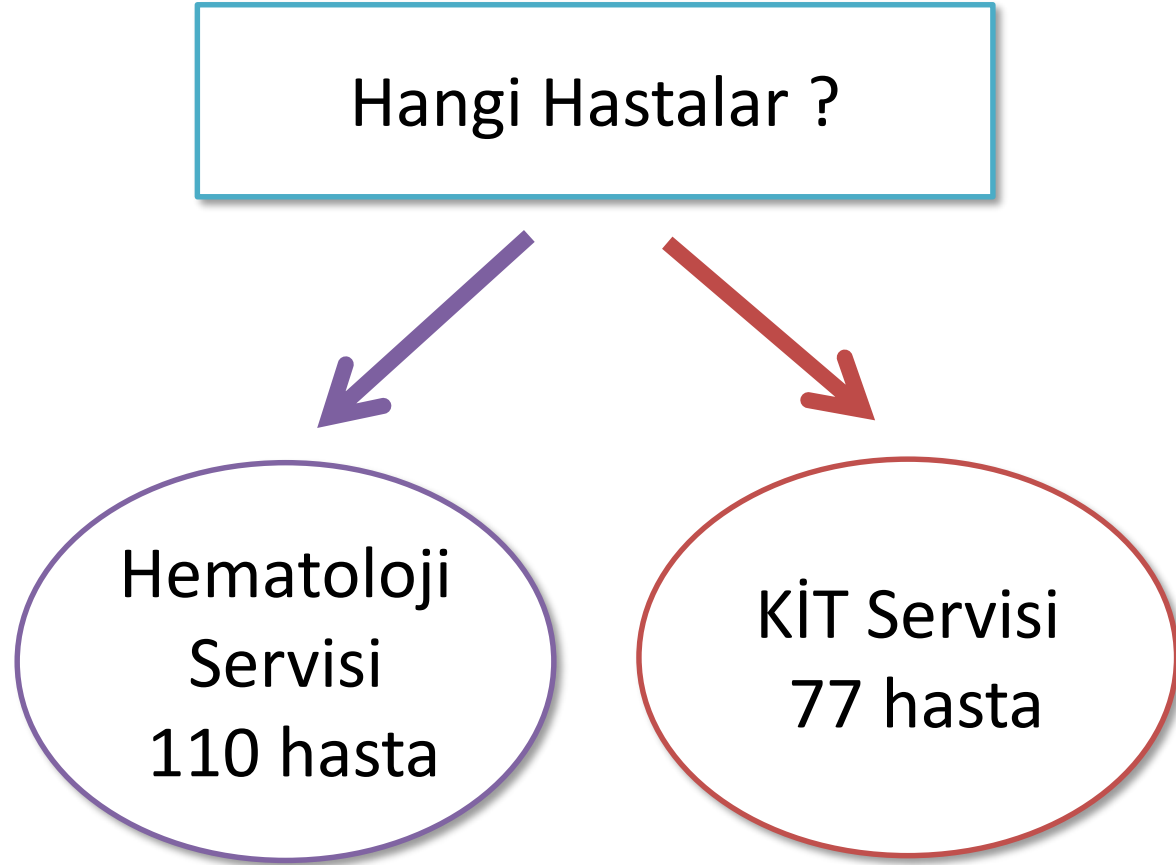 Hangi Hastalar ?
Hematoloji
Servisi
110 hasta
KİT Servisi
77 hasta